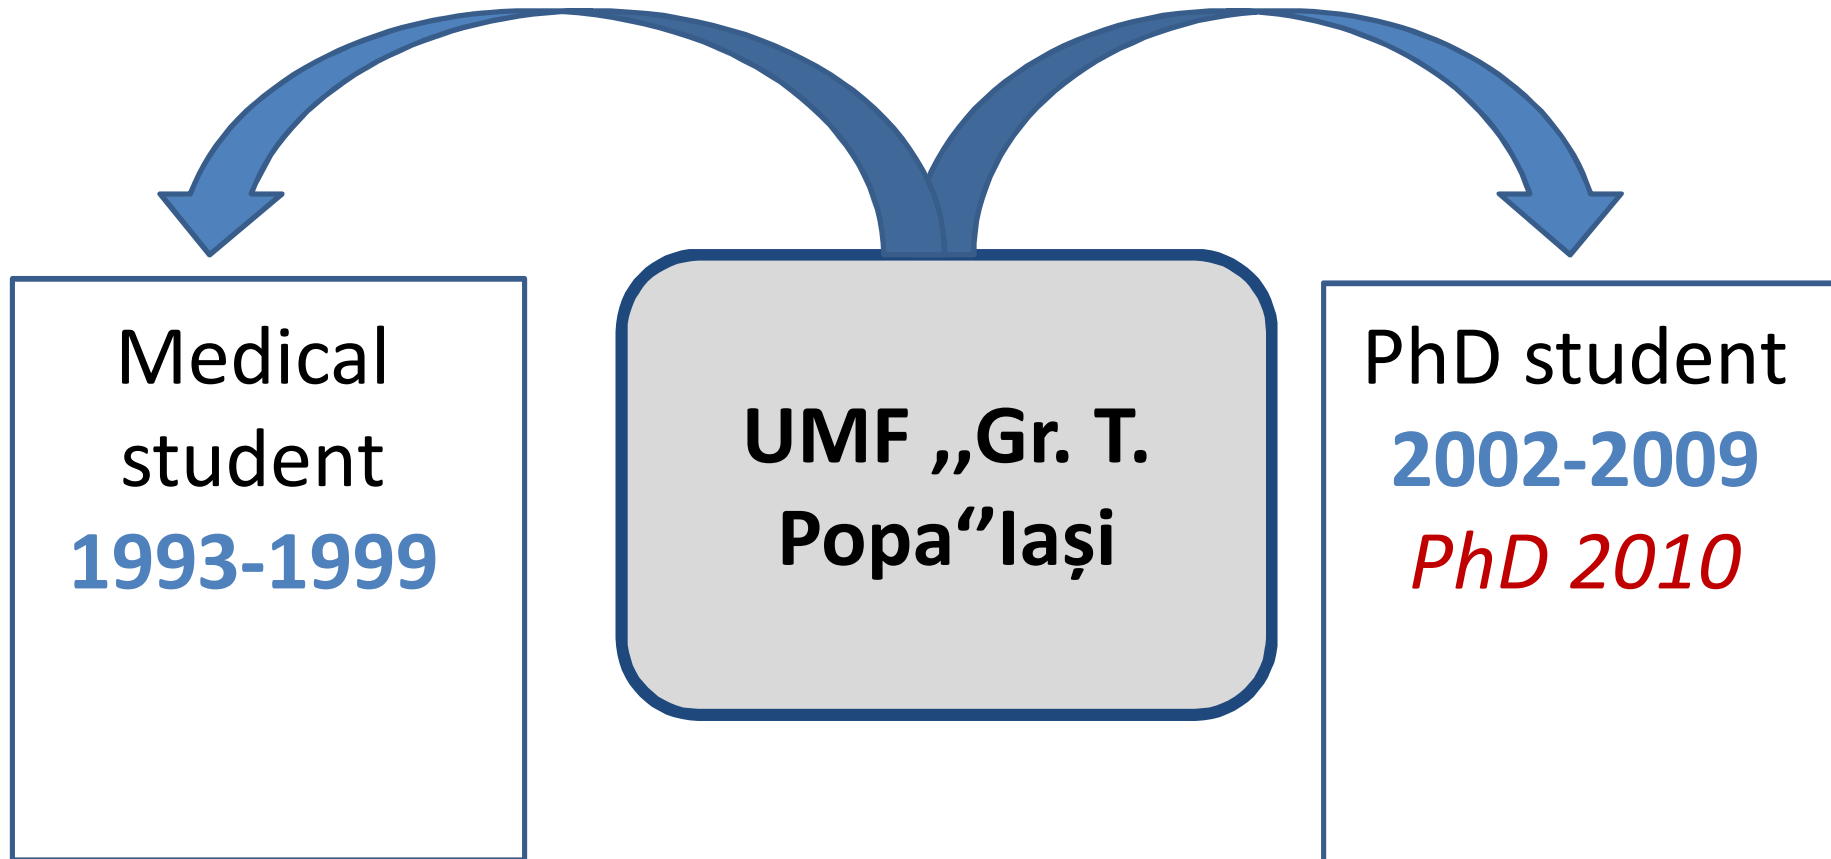 Medical
student
1993-1999
UMF ,,Gr. T.
Popa‘’Iași
PhD student
2002-2009
PhD 2010